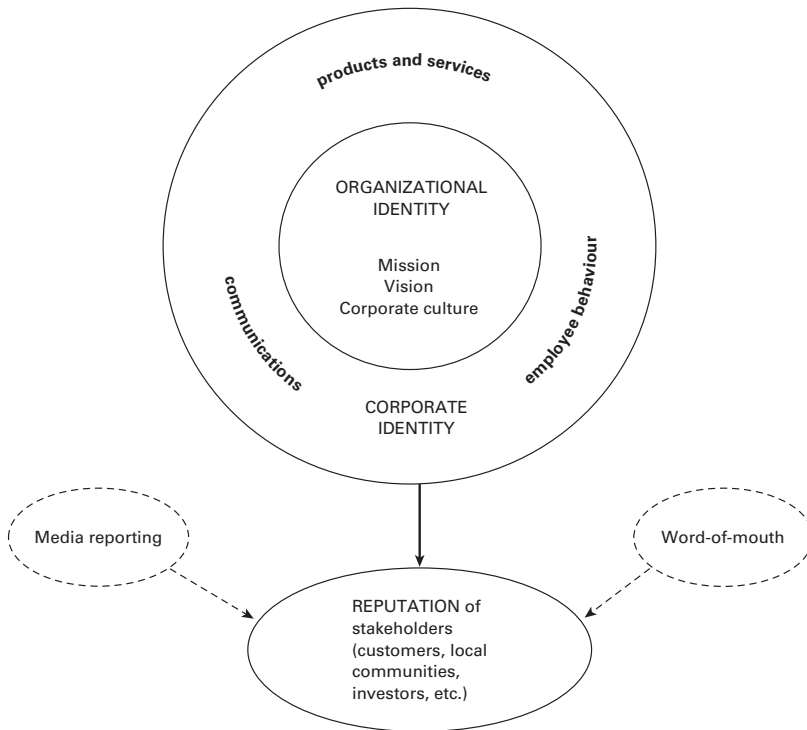 products and services
ORGANIZATIONAL
IDENTITY
Mission
Vision
Corporate culture
communications
employee behaviour
CORPORATE
IDENTITY
Media reporting
Word-of-mouth
REPUTATION of
stakeholders
(customers, local
communities,
investors, etc.)